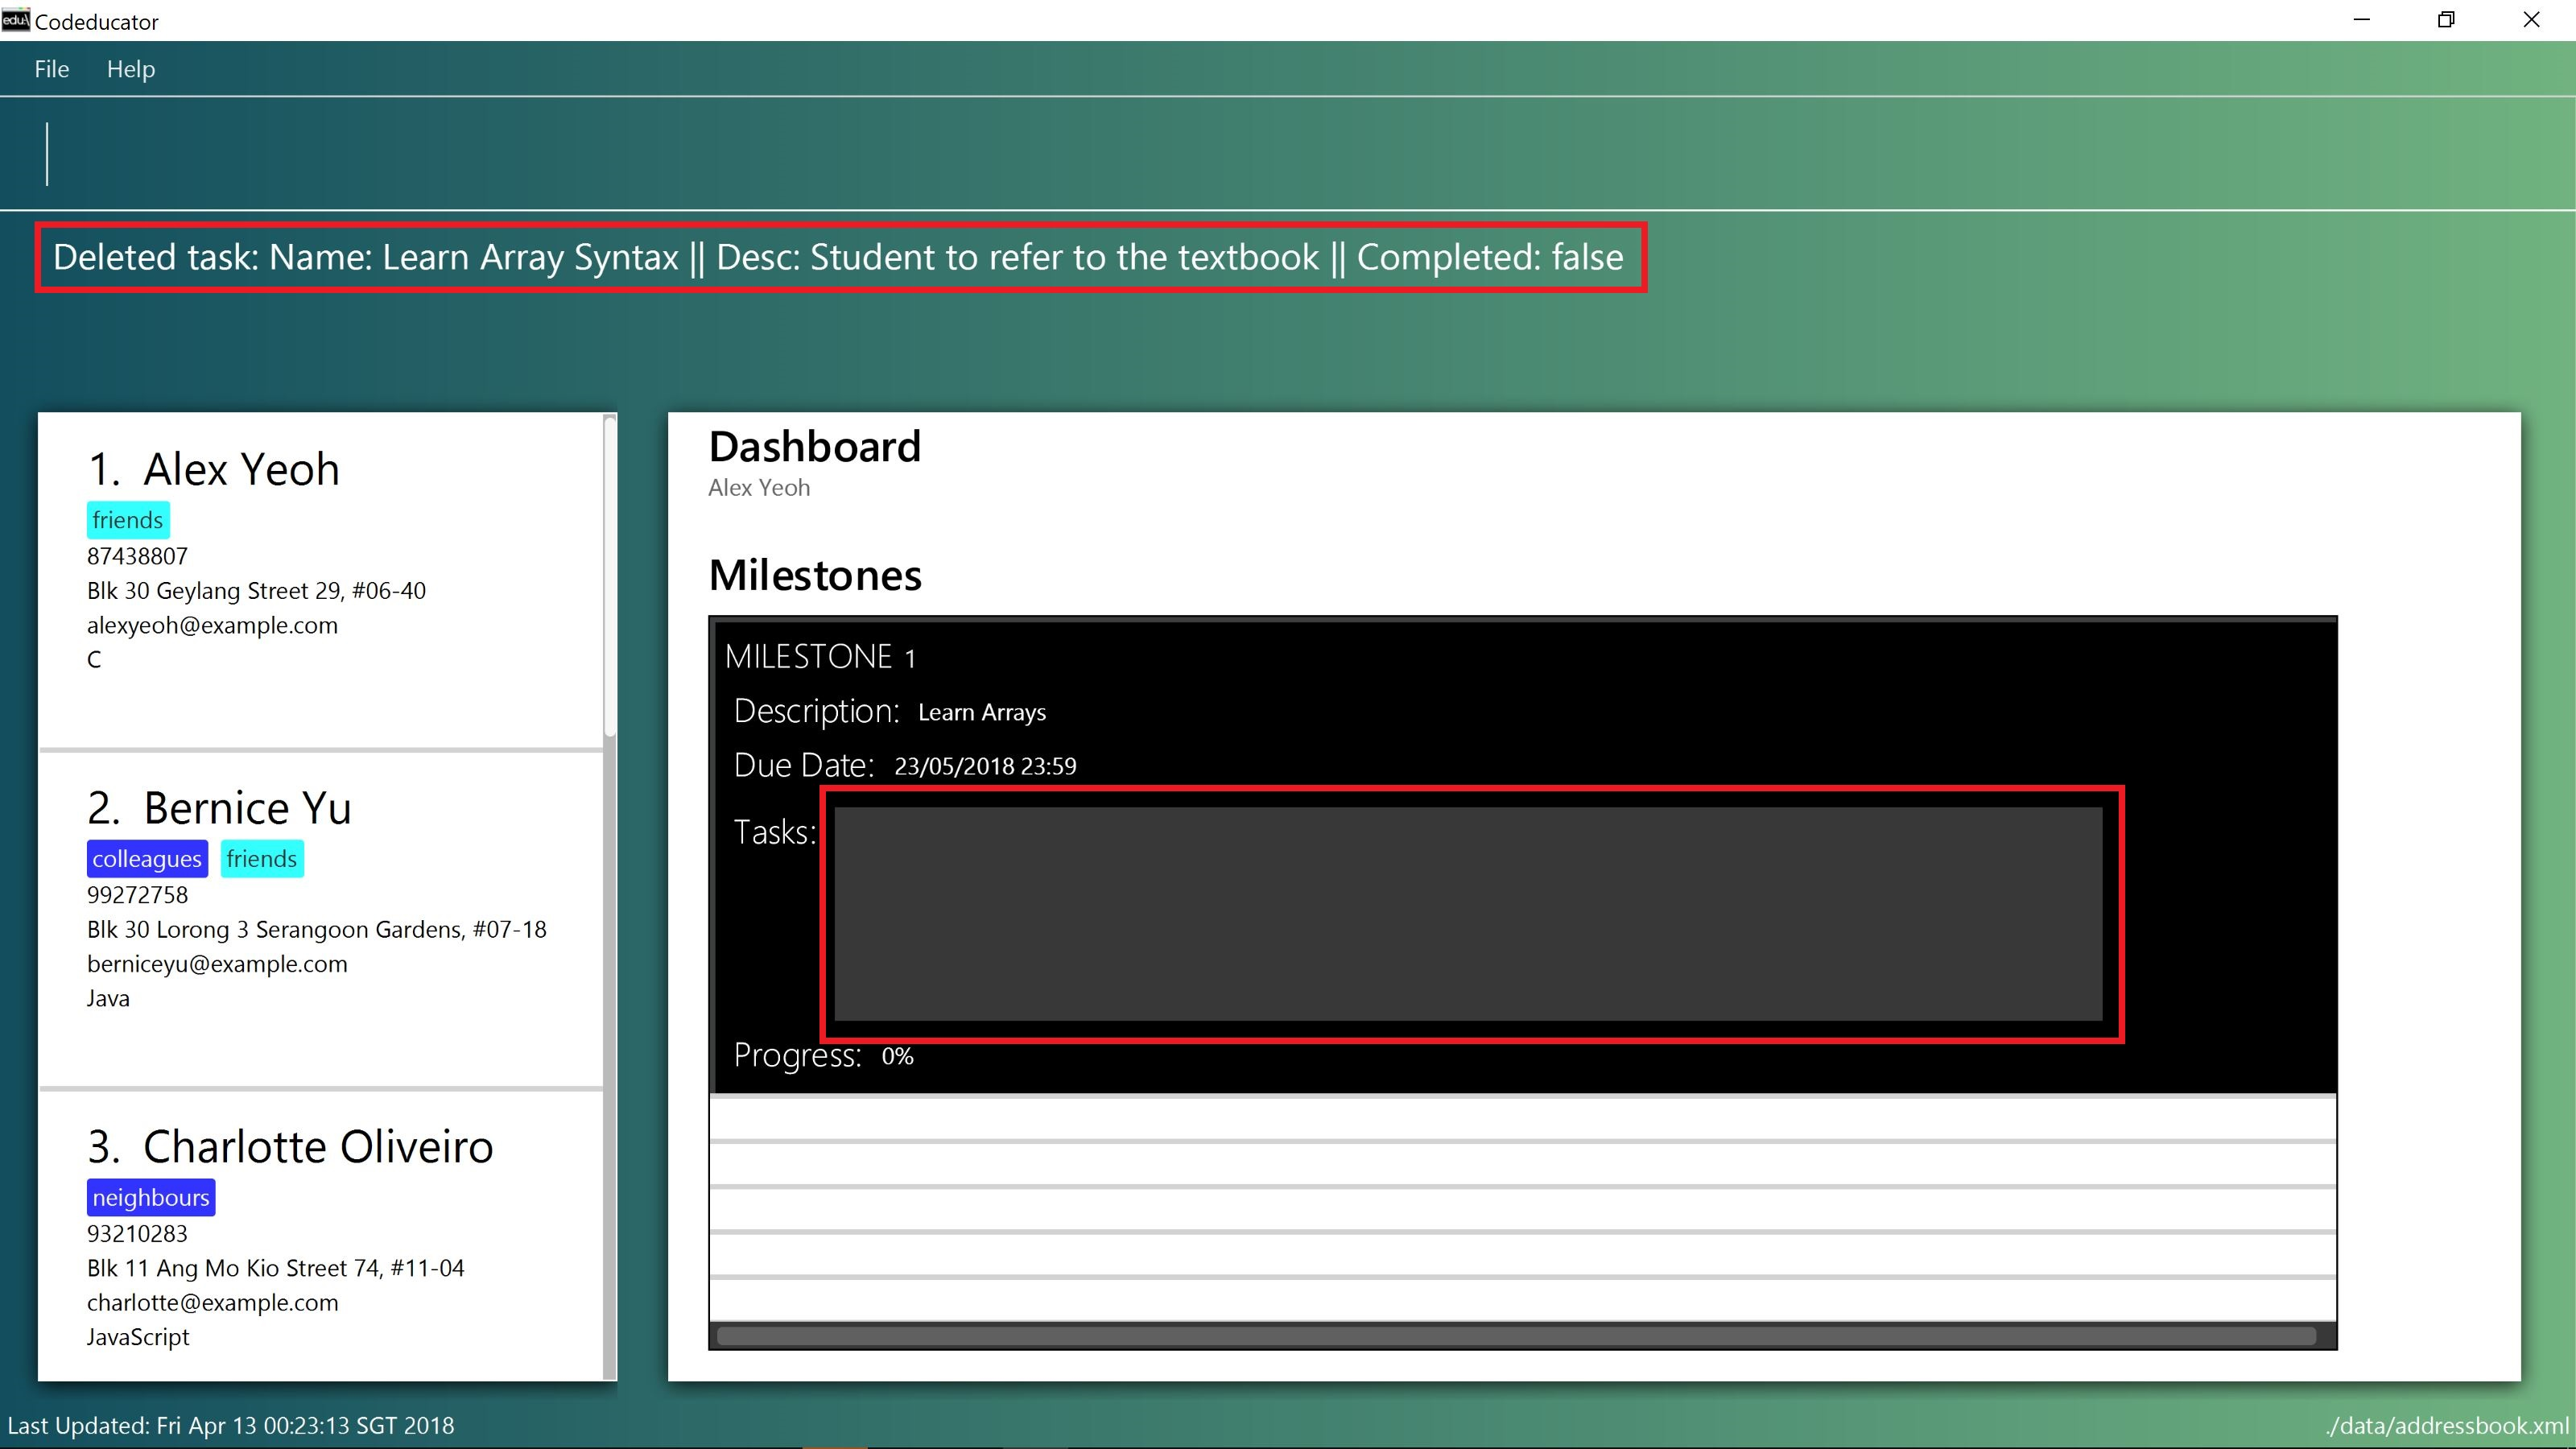 edu:\ Codeducator
File Help
Deleted task: Name: Learn Array Syntax || Desc: Student to refer to the textbook || Completed: false
1. Alex Yeoh
friends
87438807
Blk 30 Geylang Street 29, #06-40
alexyeoh@example.com
C
2. Bernice Yu
colleagues friends
99272758
Blk 30 Lorong 3 Serangoon Gardens, #07-18
berniceyu@example.com
Java
3. Charlotte Oliveiro
neighbours
93210283
Blk 11 Ang Mo Kio Street 74, #11-04
charlotte@example.com
JavaScript
Dashboard
Alex Yeoh
Milestones
MILESTONE 1
Description: Learn Arrays
Due Date: 23/05/2018 23:59
Tasks:
Progress: 0%
Last Updated: Fri Apr 13 00:23:13 SGT 2018
./data/addressbook.xml